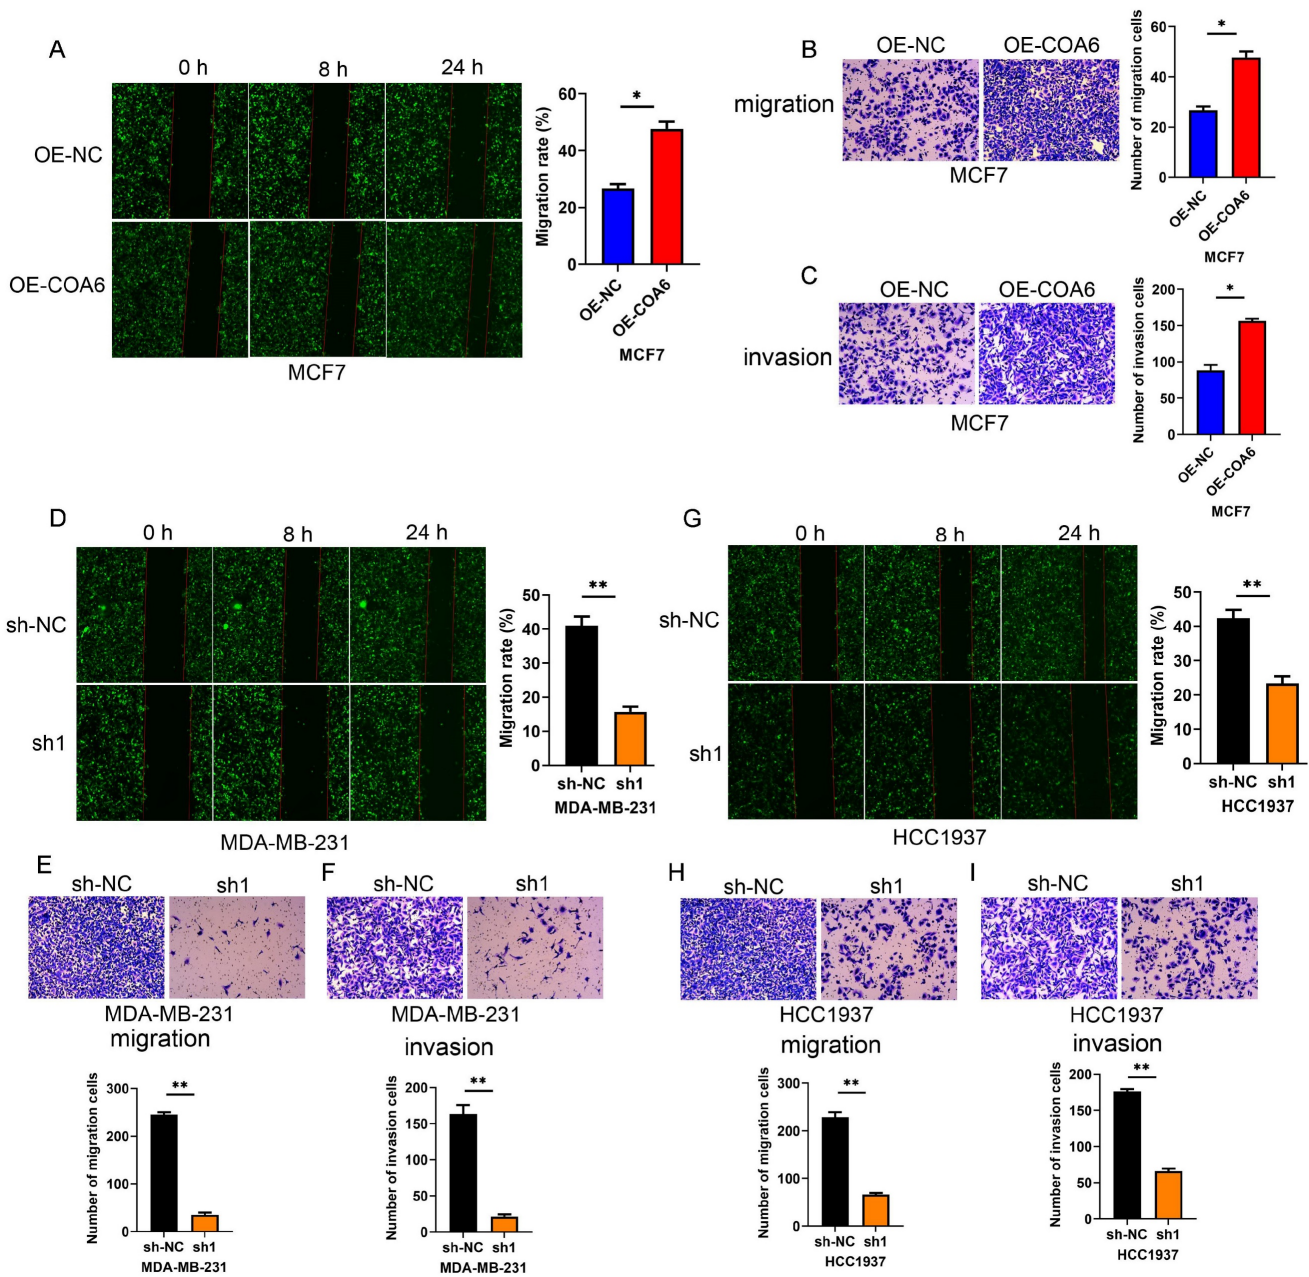 A
0 h
8 h
24 h
OE-NC
OE-COA6
MCF7
Migration rate (%)
60
40
20
0
*
OE-NC
OE-COA6
MCF7
B
OE-NC
OE-COA6
migration
MCF7
Number of migration cells
60
40
20
0
*
OE-NC
OE-COA6
MCF7
C
OE-NC
OE-COA6
invasion
MCF7
Number of invasion cells
200
150
100
50
0
*
OE-NC
OE-COA6
MCF7
D
0 h
8 h
24 h
sh-NC
sh1
MDA-MB-231
Migration rate (%)
50
40
30
20
10
0
**
sh-NC sh1
MDA-MB-231
G
0 h
8 h
24 h
sh-NC
sh1
HCC1937
Migration rate (%)
50
40
30
20
10
0
**
sh-NC sh1
HCC1937
E
sh-NC
sh1
MDA-MB-231
migration
Number of migration cells
300
200
100
0
**
sh-NC sh1
MDA-MB-231
F
sh-NC
sh1
MDA-MB-231
invasion
Number of invasion cells
200
150
100
50
0
**
sh-NC sh1
MDA-MB-231
H
sh-NC
sh1
HCC1937
migration
Number of migration cells
300
200
100
0
**
sh-NC sh1
HCC1937
I
sh-NC
sh1
HCC1937
invasion
Number of invasion cells
200
150
100
50
0
**
sh-NC sh1
HCC1937